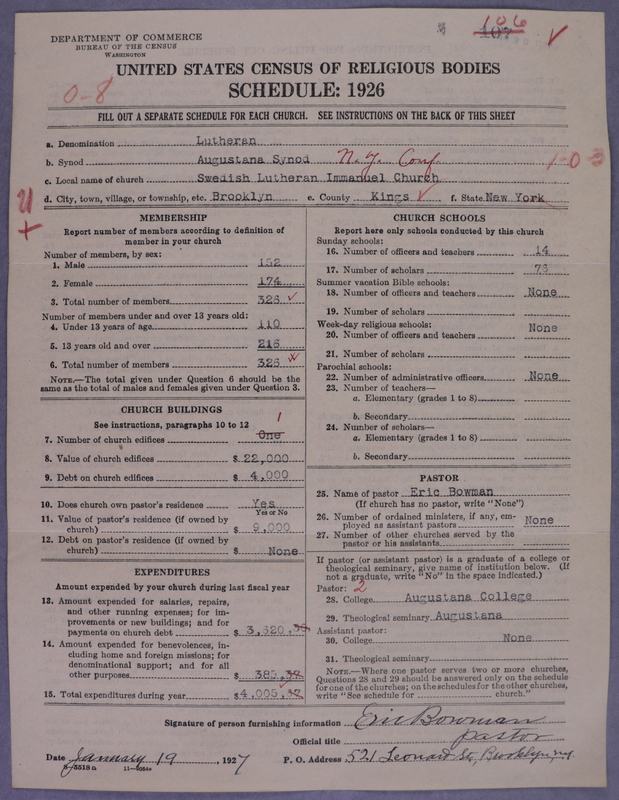 106
107
DEPARTMENT OF COMMERCE
BUREAU OF THE CENSUS
WASHINGTON
UNITED STATES CENSUS OF RELIGIOUS BODIES
SCHEDULE: 1926
0-8
FILL OUT A SEPARATE SCHEDULE FOR EACH CHURCH. SEE INSTRUCTIONS ON THE BACK OF THIS SHEET
a. Denomination Lutheran
b. Synod Augustana Synod N.Y. Conf. 1-0-3
c. Local name of church Swedish Lutheran Immanuel Church
d. City, town, village, or township, etc. Brooklyn e. County Kings f. State New York
MEMBERSHIP
Report number of members according to definition of
member in your church
Number of members, by sex:
1. Male 152
2. Female 174
3. Total number of members 326
Number of members under and over 13 years old:
4. Under 13 years of age 110
5. 13 years old and over 216
6. Total number of members 326
NOTE.—The total given under Question 6 should be the
same as the total of males and females given under Question 3.
CHURCH BUILDINGS
See instructions, paragraphs 10 to 12
1
7. Number of church edifices One
8. Value of church edifices $ 22,000
9. Debt on church edifices $ 4,000
10. Does church own pastor's residence? Yes
Yes or No
11. Value of pastor's residence (if owned by
church) $ 9,000
12. Debt on pastor's residence (if owned by
church) $ None
EXPENDITURES
Amount expended by your church during last fiscal year
13. Amount expended for salaries, repairs,
and other running expenses; for im-
provements or new buildings; and for
payments on church debt $ 3,620
14. Amount expended for benevolences, in-
cluding home and foreign missions; for
denominational support; and for all
other purposes $ 385
15. Total expenditures during year $ 4,005
CHURCH SCHOOLS
Report here only schools conducted by this church
Sunday schools:
16. Number of officers and teachers 14
17. Number of scholars
Summer vacation Bible schools:
18. Number of officers and teachers None
19. Number of scholars
Week-day religious schools:
20. Number of officers and teachers None
21. Number of scholars
Parochial schools:
22. Number of administrative officers None
23. Number of teachers—
a. Elementary (grades 1 to 8)
b. Secondary
24. Number of scholars—
a. Elementary (grades 1 to 8)
b. Secondary
PASTOR
25. Name of pastor Eric Bowman
(If church has no pastor, write "None")
26. Number of ordained ministers, if any, em-
ployed as assistant pastors None
27. Number of other churches served by the
pastor or his assistants
If pastor (or assistant pastor) is a graduate of a college or
theological seminary, give name of institution below. (If
not a graduate, write "No" in the space indicated.)
Pastor: 2
28. College Augustana College
29. Theological seminary Augustana
Assistant pastor:
30. College None
31. Theological seminary
NOTE.—Where one pastor serves two or more churches,
Questions 28 and 29 should be answered only on the schedule
for one of the churches; on the schedules for the other churches,
write "See schedule for church."
Signature of person furnishing information Eric Bowman
Official title Pastor
Date January 19, 1927 P. O. Address 521 Leonard St, Brooklyn, N.Y.